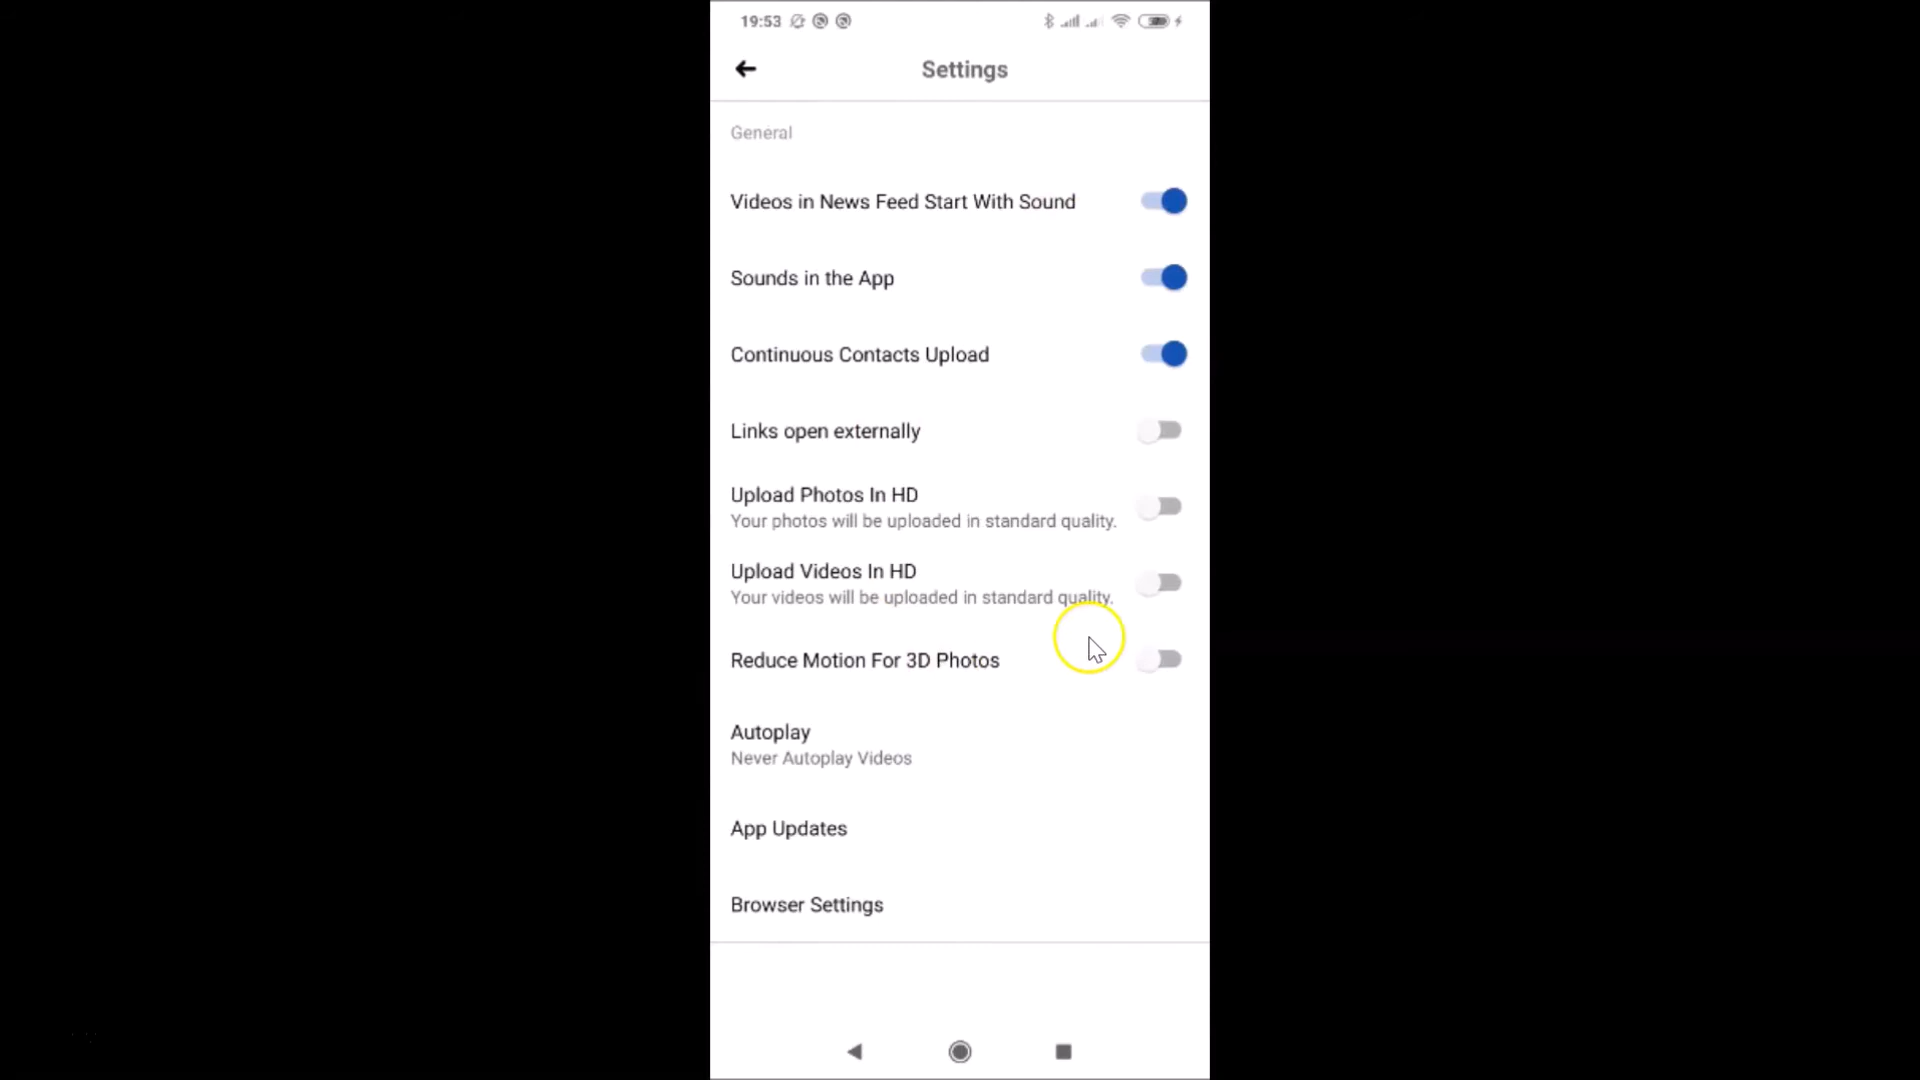 19:53
Settings
General
Videos in News Feed Start With Sound
Sounds in the App
Continuous Contacts Upload
Links open externally
Upload Photos In HD
Your photos will be uploaded in standard quality.
Upload Videos In HD
Your videos will be uploaded in standard quality.
Reduce Motion For 3D Photos
Autoplay
Never Autoplay Videos
App Updates
Browser Settings